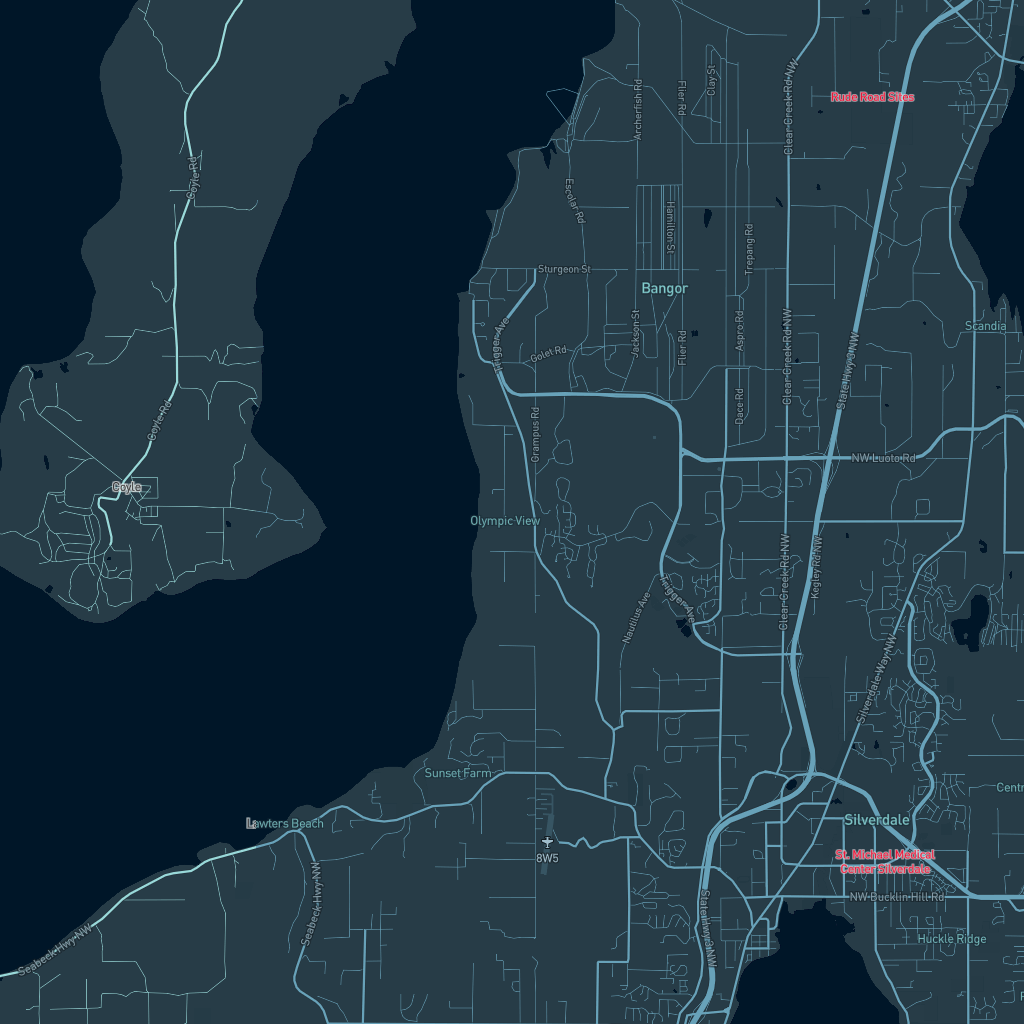 Clay St
Flier Rd
Archerfish Rd
Rude Road Sites
Clear Creek Rd NW
Coyle Rd
Escolar Rd
Hamilton St
Trepang Rd
Sturgeon St
Bangor
Scandia
Trigger Ave
Jackson St
Aspro Rd
Flier Rd
Golet Rd
Clear Creek Rd NW
State Hwy 3 NW
Coyle Rd
Dace Rd
Grampus Rd
NW Luoto Rd
Coyle
Olympic View
Clear Creek Rd NW
Kegley Rd NW
Trigger Ave
Nautilus Ave
Silverdale Way NW
Sunset Farm
Centr
Lawters Beach
Silverdale
8W5
St. Michael Medical
Center Silverdale
NW Bucklin Hill Rd
Seabeck Hwy NW
State Hwy 3 NW
Huckle Ridge
Seabeck Hwy NW